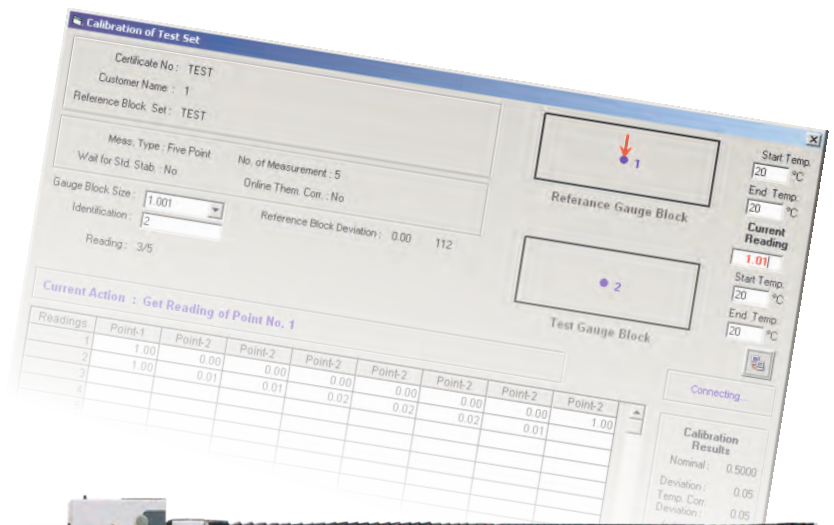 Calibration of Test Set
Certificate No : TEST
Customer Name : 1
Reference Block Set : TEST
Meas. Type : Five Point
No. of Measurement : 5
Wait for Std. Stab. : No
Online Them. Corr. : No
Gauge Block Size : 1.001
Reference Block Deviation : 0.00 112
Identification : 2
Reading : 3/5
1
Referance Gauge Block
2
Test Gauge Block
Start Temp.
20 °C
End Temp.
20 °C
Current
Reading
1.01
Start Temp.
20 °C
End Temp.
20 °C
Connecting...
Current Action : Get Reading of Point No. 1
Readings Point-1 Point-2 Point-2 Point-2 Point-2 Point-2 Point-2 Point-2
1 1.00 0.00 0.00 0.00 0.00 0.00 0.00 1.00
2 1.00 0.01 0.01 0.02 0.02 0.02 0.01
3
4
Calibration
Results
Nominal : 0.5000
Deviation : 0.05
Temp. Corr.
Deviation : 0.05